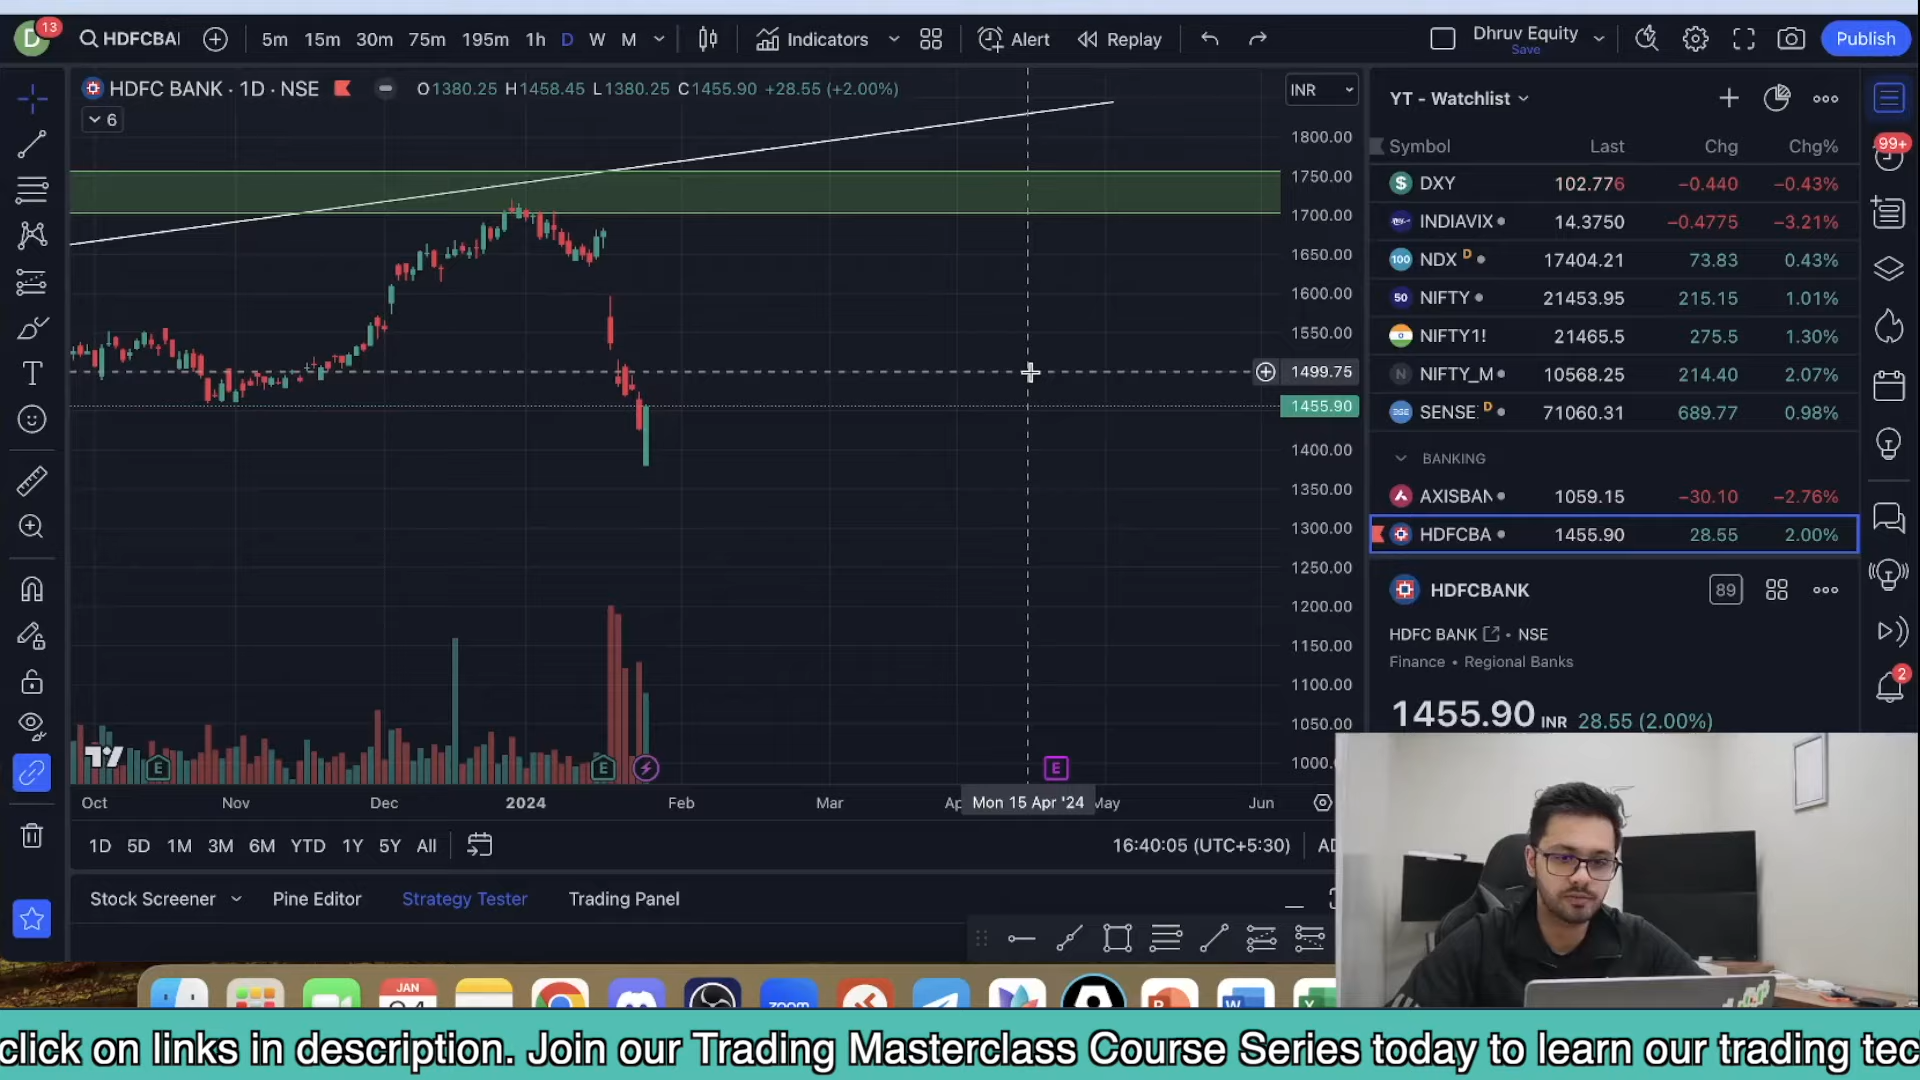 D 13 HDFCBA 5m 15m 30m 75m 195m 1h D W M Indicators Alert Replay Dhruv Equity Save Publish
HDFC BANK · 1D · NSE O1380.25 H1458.45 L1380.25 C1455.90 +28.55 (+2.00%)
6
INR
1800.00
1750.00
1700.00
1650.00
1600.00
1550.00
1499.75
1455.90
1400.00
1350.00
1300.00
1250.00
1200.00
1150.00
1100.00
1050.00
1000.
E E E
Oct Nov Dec 2024 Feb Mar Ap Mon 15 Apr '24 May Jun
1D 5D 1M 3M 6M YTD 1Y 5Y All 16:40:05 (UTC+5:30) AD
Stock Screener Pine Editor Strategy Tester Trading Panel
YT - Watchlist
99+
Symbol Last Chg Chg%
$ DXY 102.776 −0.440 −0.43%
INDIAVIX 14.3750 −0.4775 −3.21%
100 NDX D 17404.21 73.83 0.43%
50 NIFTY 21453.95 215.15 1.01%
NIFTY1! 21465.5 275.5 1.30%
N NIFTY_M 10568.25 214.40 2.07%
SENSE D 71060.31 689.77 0.98%
BANKING
AXISBAN 1059.15 −30.10 −2.76%
HDFCBA 1455.90 28.55 2.00%
HDFCBANK 89
HDFC BANK • NSE
Finance • Regional Banks
2
1455.90 INR 28.55 (2.00%)
JAN zoom P W X
click on links in description. Join our Trading Masterclass Course Series today to learn our trading tec